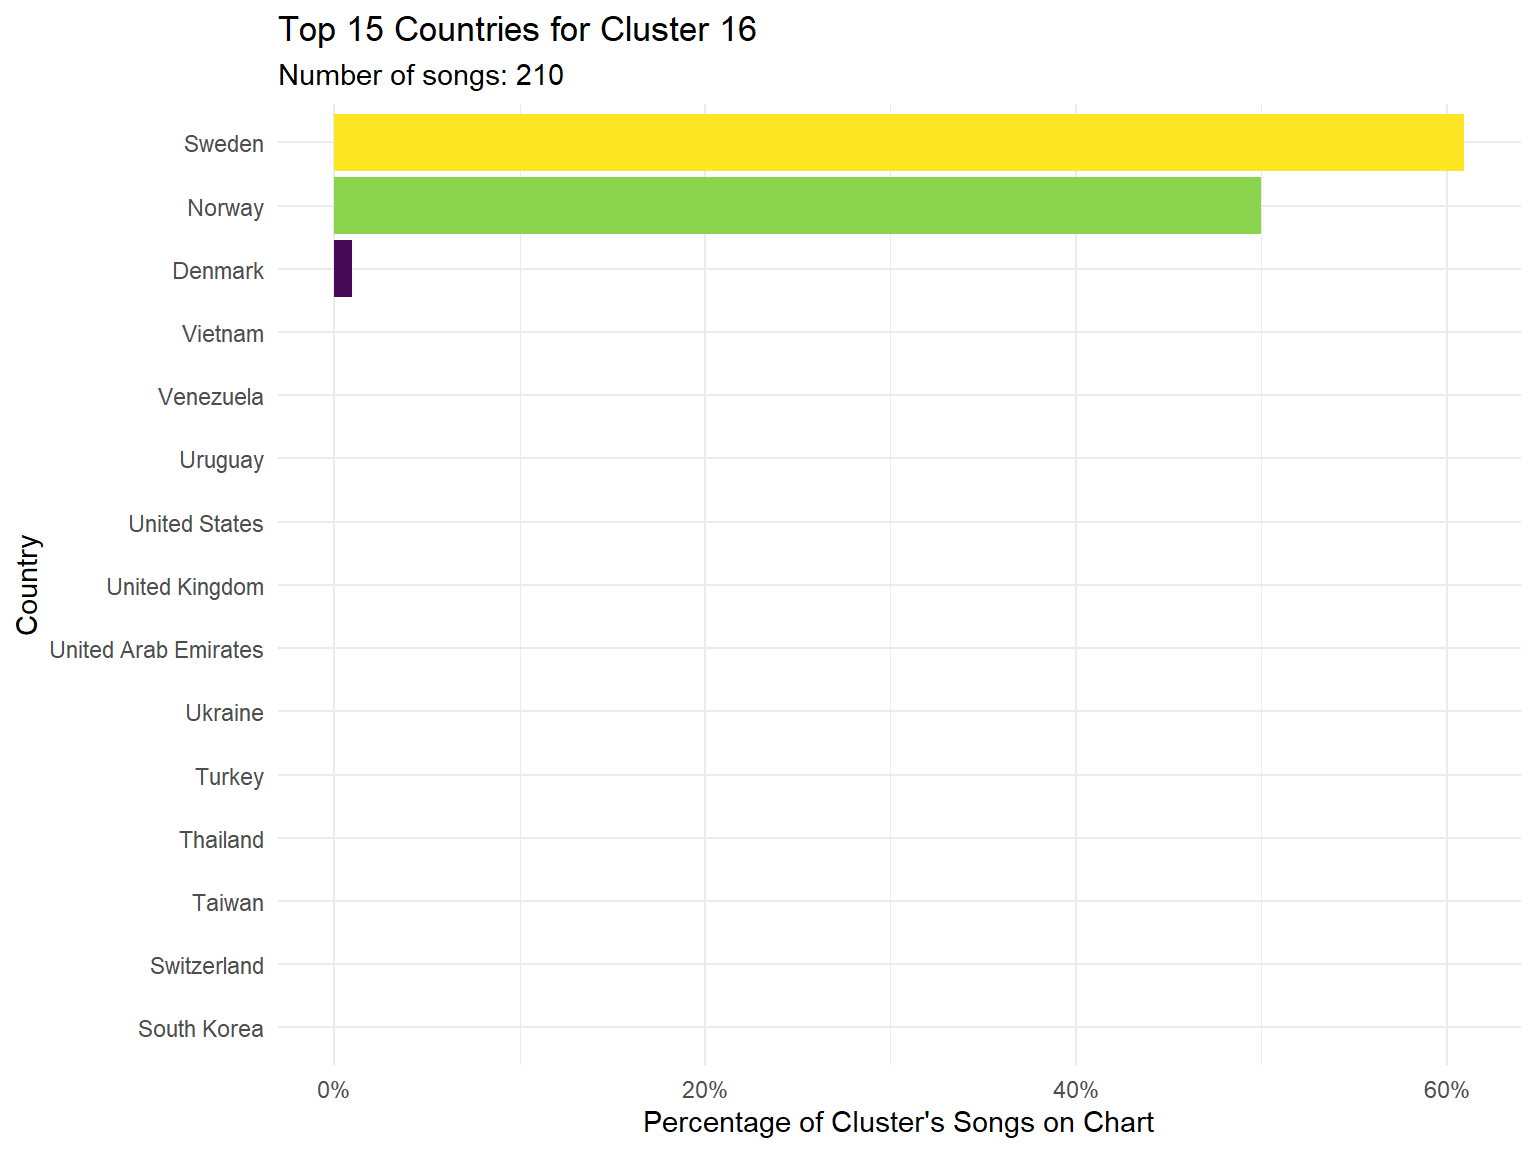 Top 15 Countries for Cluster 16
Number of songs: 210
Sweden
Norway
Denmark
Vietnam
Venezuela
Uruguay
United States
United Kingdom
United Arab Emirates
Ukraine
Turkey
Thailand
Taiwan
Switzerland
South Korea
Country
0% 20% 40% 60%
Percentage of Cluster's Songs on Chart